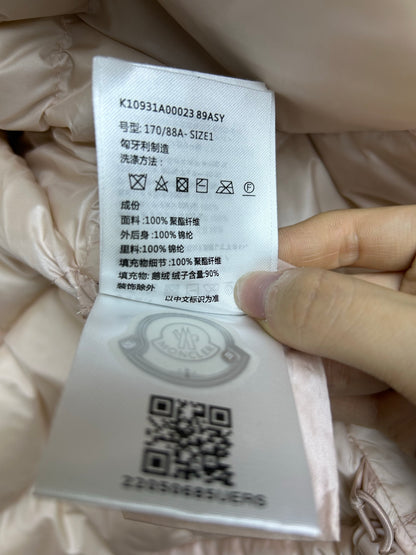 K10931A00023 89ASY
号型: 170/88A- SIZE1
匈牙利制造
洗涤方法:
成份
面料: 100% 聚酯纤维
外后身: 100% 锦纶
里料: 100% 锦纶
填充物细节: 100% 聚酯纤维
填充物: 鹅绒 绒子含量: 90%
装饰除外
以中文标识为准
MONCLER